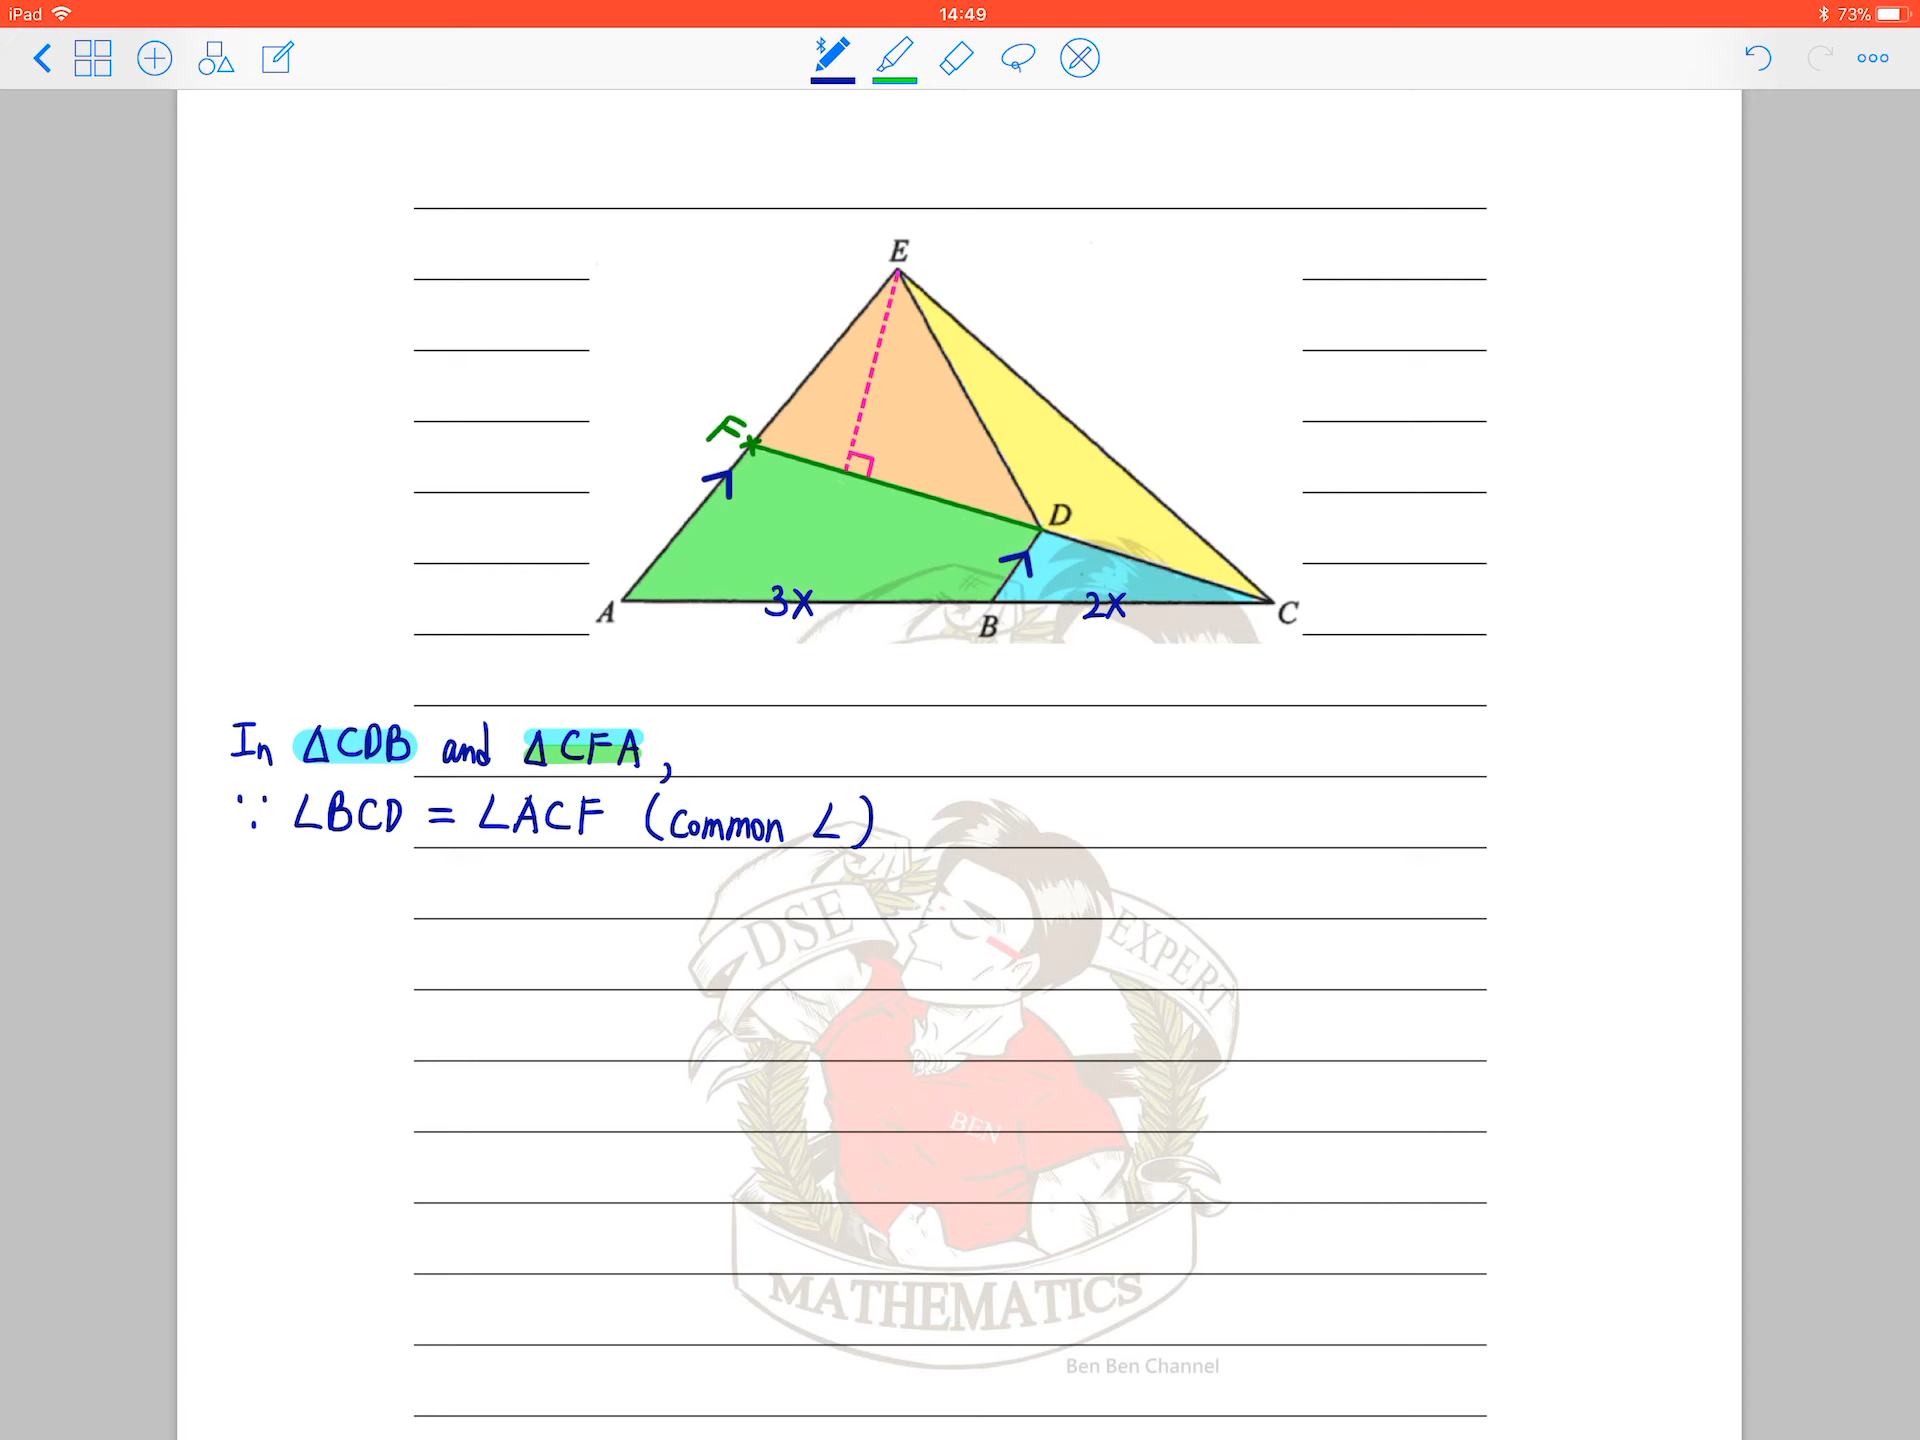 iPad 14:49 73%
E
F
D
A 3x B 2x C
In ΔCDB and ΔCFA,
∵ ∠BCD = ∠ACF (common ∠)
DSE EXPERT
BEN
MATHEMATICS
Ben Ben Channel